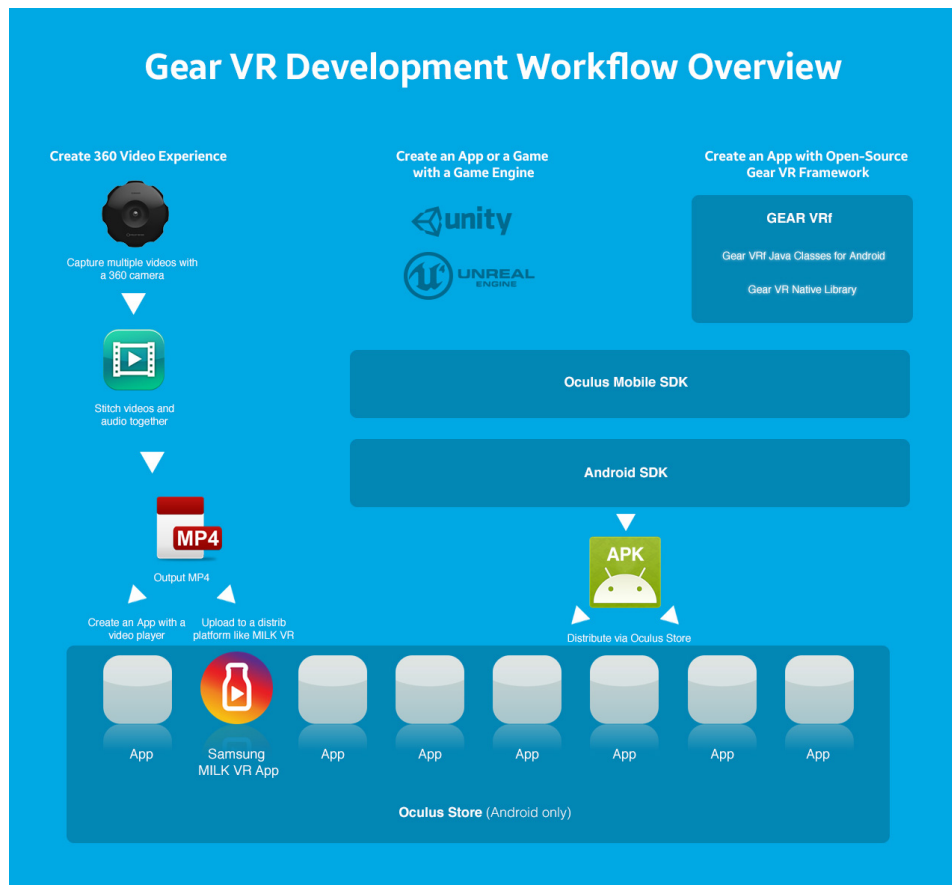 Gear VR Development Workflow Overview
Create 360 Video Experience
Capture multiple videos with
a 360 camera
Stitch videos and
audio together
MP4
Output MP4
Create an App with a
video player
Upload to a distrib
platform like MILK VR
Create an App or a Game
with a Game Engine
unity
UNREAL
ENGINE
Create an App with Open-Source
Gear VR Framework
GEAR VRf
Gear VRf Java Classes for Android
Gear VR Native Library
Oculus Mobile SDK
Android SDK
APK
Distribute via Oculus Store
App
Samsung
MILK VR App
App
App
App
App
App
App
Oculus Store (Android only)